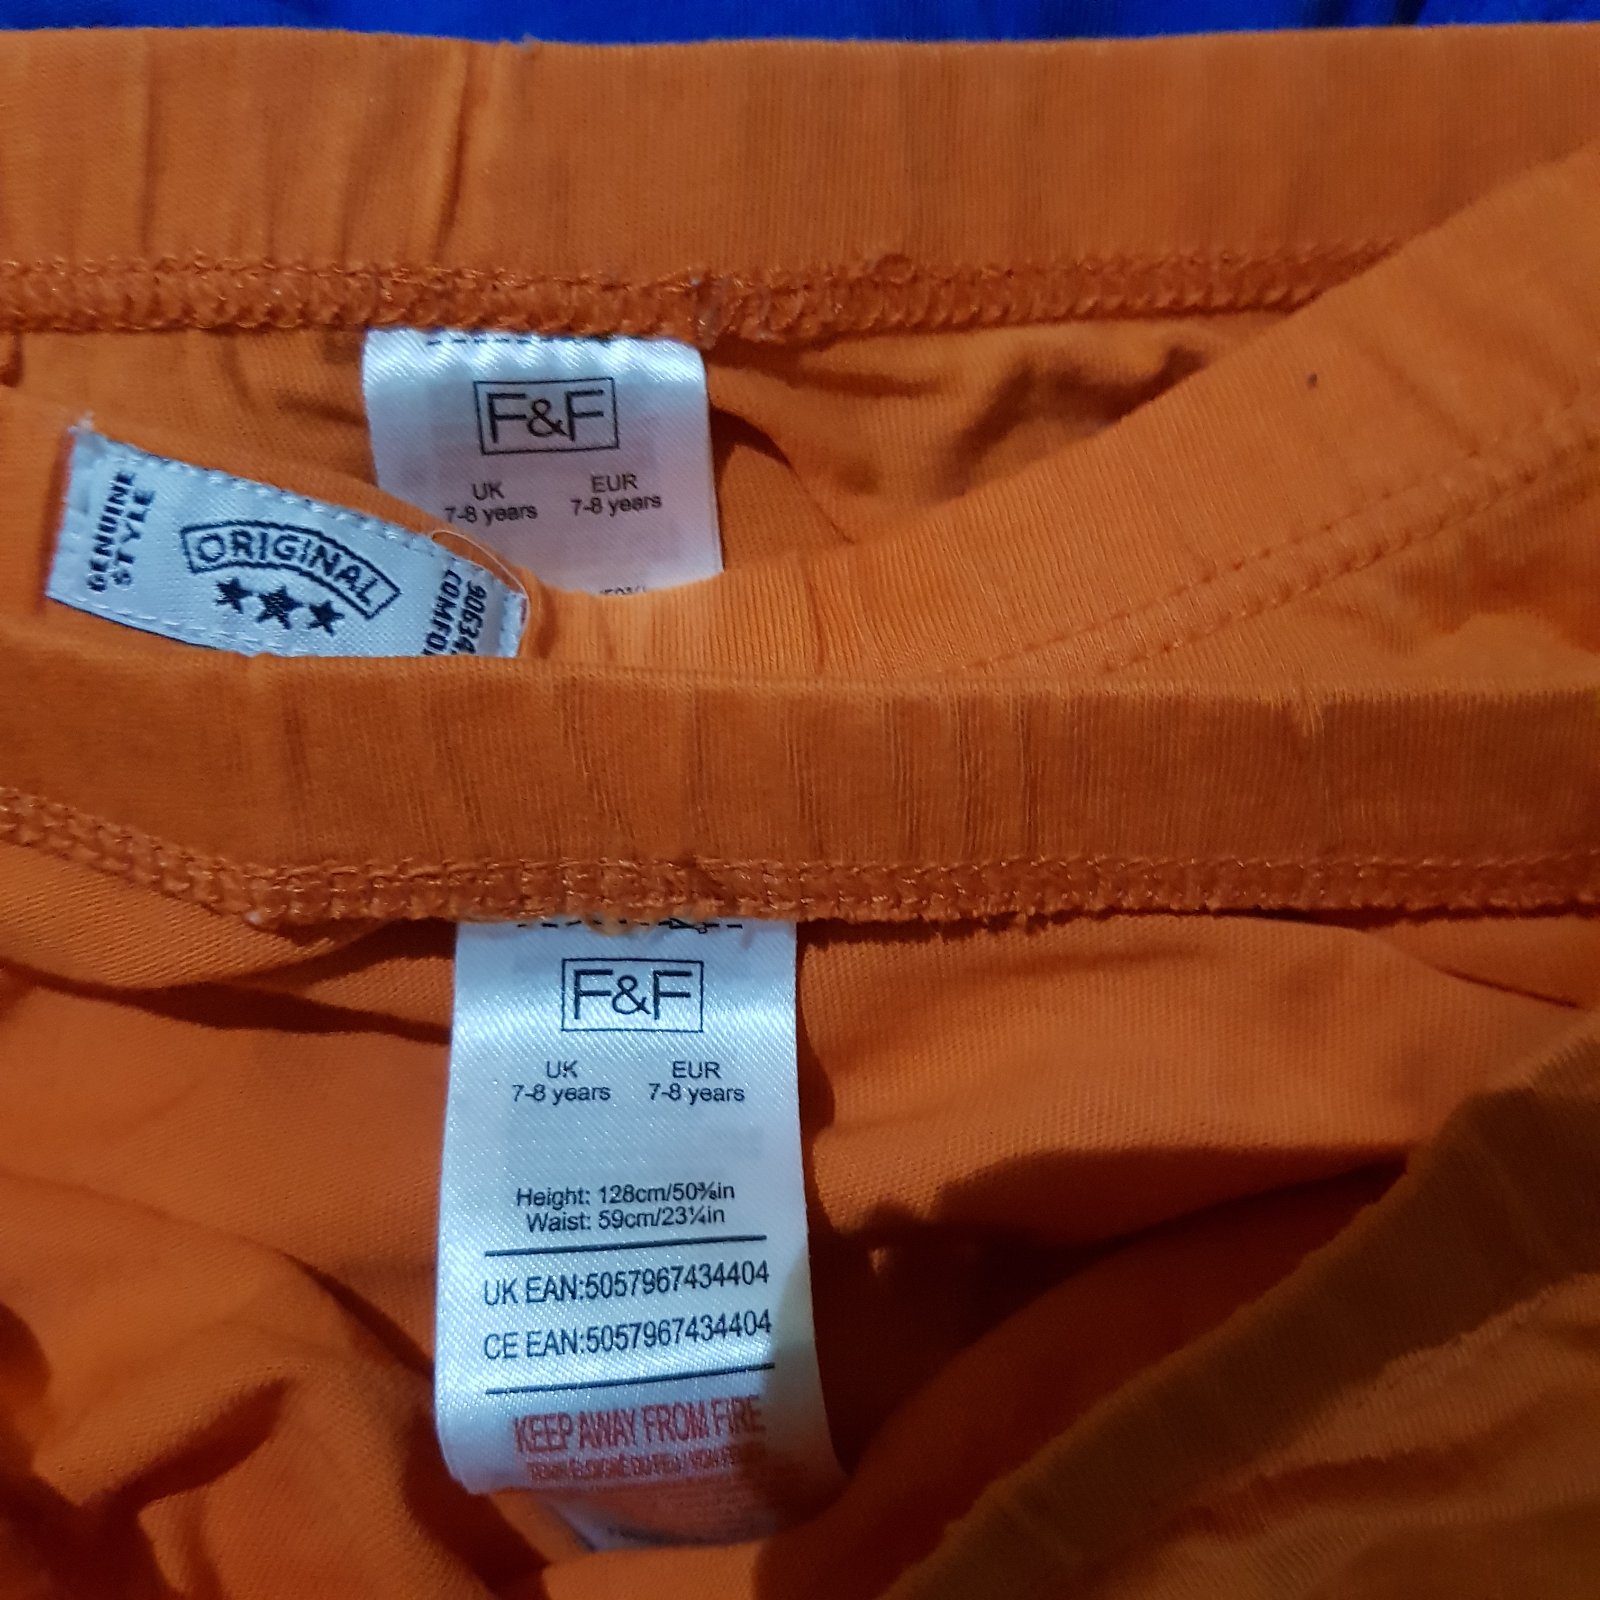 F&F
UK EUR
7-8 years 7-8 years
GENUINE
STYLE
ORIGINAL
F&F
UK EUR
7-8 years 7-8 years
Height: 128cm/50⅜in
Waist: 59cm/23¼in
UK EAN:5057967434404
CE EAN:5057967434404
KEEP AWAY FROM FIRE